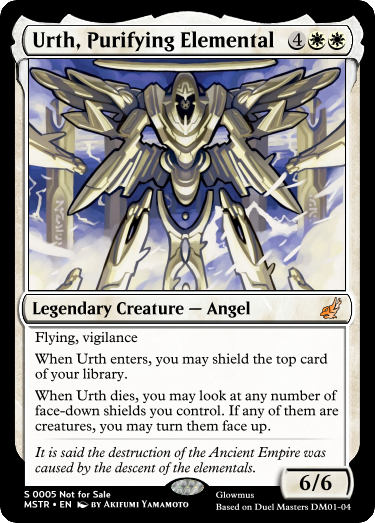 Urth, Purifying Elemental 4
Legendary Creature — Angel
Flying, vigilance
When Urth enters, you may shield the top card
of your library.
When Urth dies, you may look at any number of
face-down shields you control. If any of them are
creatures, you may turn them face up.
It is said the destruction of the Ancient Empire was
caused by the descent of the elementals.
6/6
S 0005 Not for Sale
MSTR • EN BY AKIFUMI YAMAMOTO
Glowmus
Based on Duel Masters DM01-04